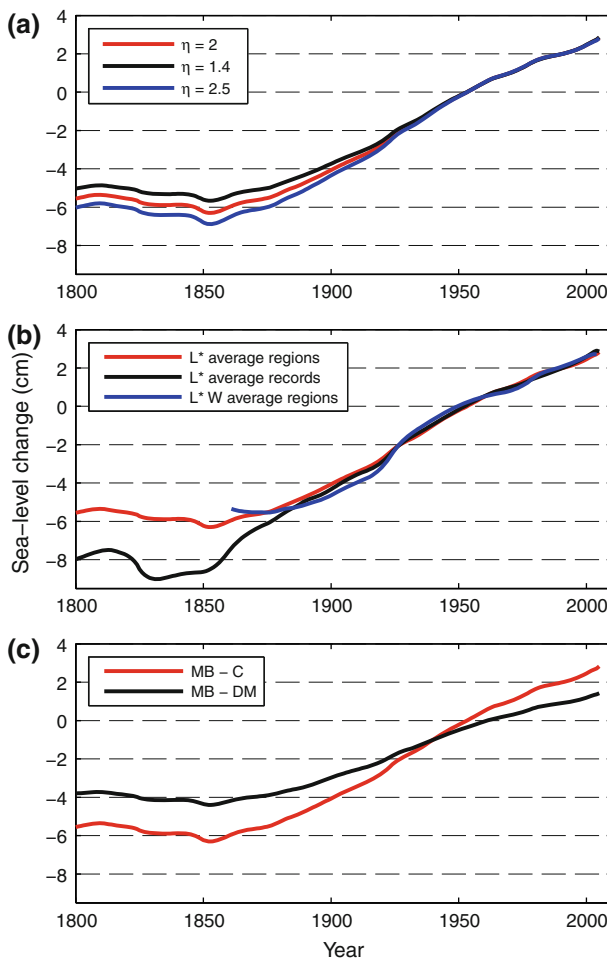 (a)
η = 2
η = 1.4
η = 2.5
4
2
0
−2
−4
−6
−8
1800
1850
1900
1950
2000
(b)
L* average regions
L* average records
L* W average regions
4
2
0
−2
−4
−6
−8
Sea−level change (cm)
1800
1850
1900
1950
2000
(c)
MB − C
MB − DM
4
2
0
−2
−4
−6
−8
1800
1850
1900
1950
2000
Year